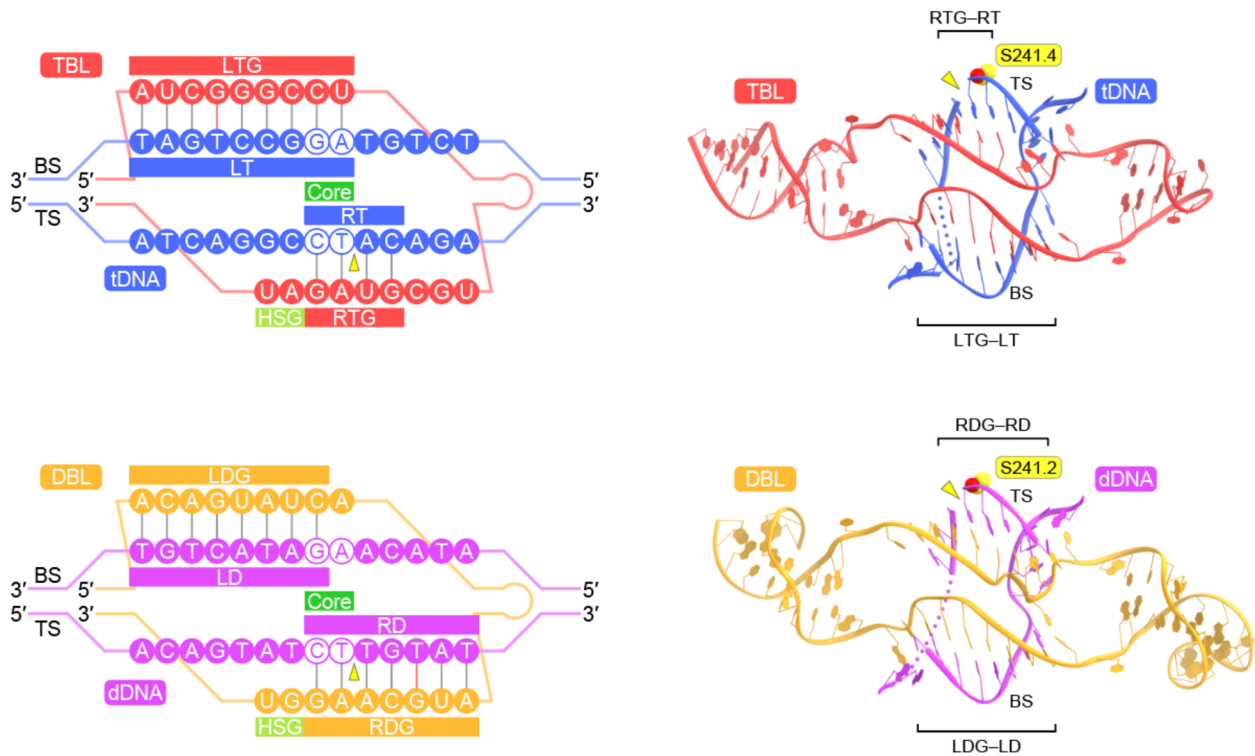 TBL
LTG
A U C G G G C C U
T A G T C C G G A T G T C T
3′ BS 5′ LT 5′
5′ TS 3′ Core 3′
RT
A T C A G G C C T A C A G A
tDNA
U A G A U G C G U
HSG RTG
RTG–RT
S241.4
TS
TBL
tDNA
BS
LTG–LT
DBL
LDG
A C A G U A U C A
T G T C A T A G A A C A T A
3′ BS 5′ LD 5′
5′ TS 3′ Core 3′
RD
A C A G T A T C T T G T A T
dDNA
U G G A A C G U A
HSG RDG
RDG–RD
S241.2
TS
DBL
dDNA
BS
LDG–LD